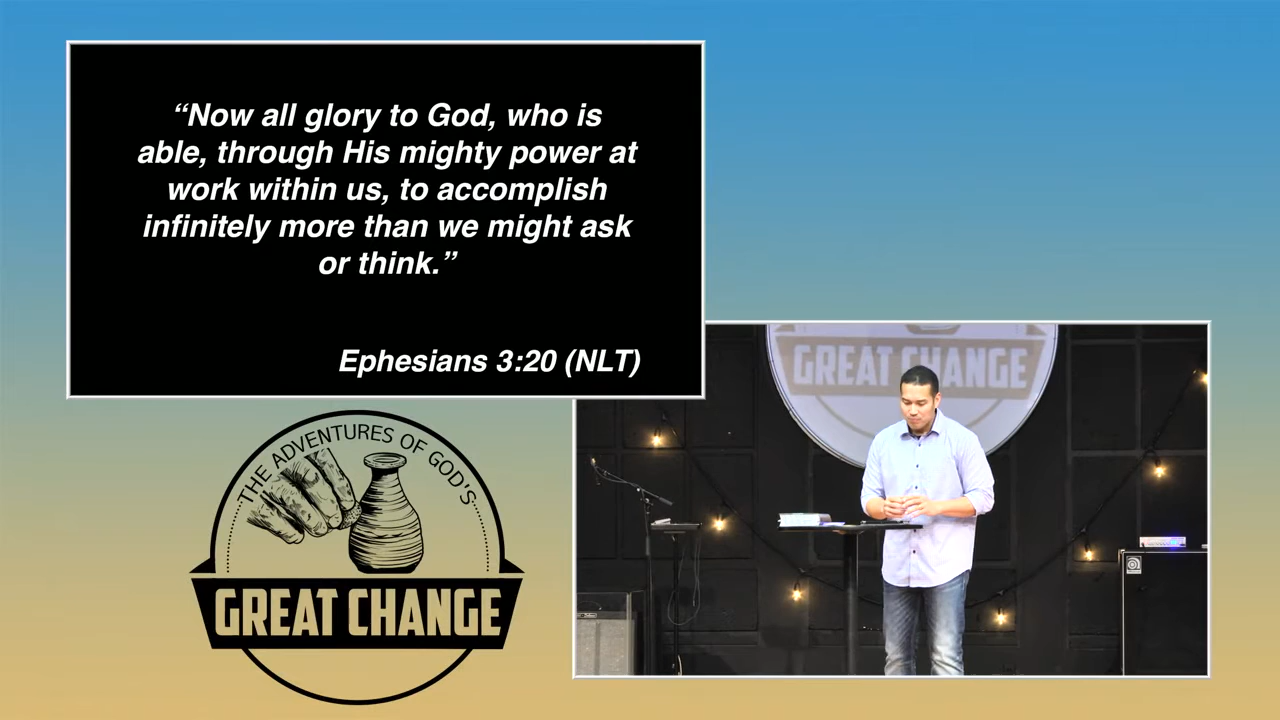 “Now all glory to God, who is
able, through His mighty power at
work within us, to accomplish
infinitely more than we might ask
or think.”
Ephesians 3:20 (NLT)
THE ADVENTURES OF GOD'S
GREAT CHANGE
GREAT CHANGE